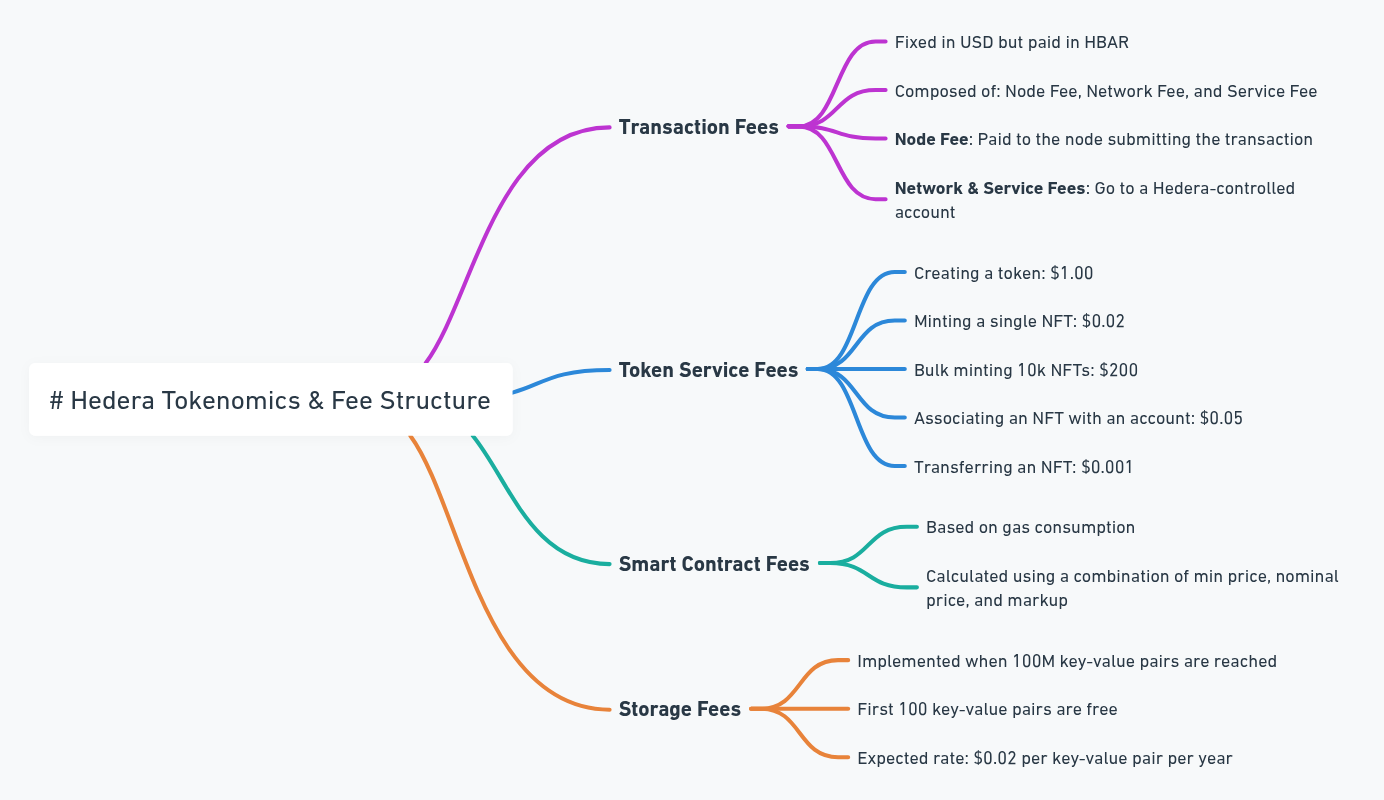 # Hedera Tokenomics & Fee Structure
Transaction Fees
Fixed in USD but paid in HBAR
Composed of: Node Fee, Network Fee, and Service Fee
Node Fee: Paid to the node submitting the transaction
Network & Service Fees: Go to a Hedera-controlled
account
Token Service Fees
Creating a token: $1.00
Minting a single NFT: $0.02
Bulk minting 10k NFTs: $200
Associating an NFT with an account: $0.05
Transferring an NFT: $0.001
Smart Contract Fees
Based on gas consumption
Calculated using a combination of min price, nominal
price, and markup
Storage Fees
Implemented when 100M key-value pairs are reached
First 100 key-value pairs are free
Expected rate: $0.02 per key-value pair per year